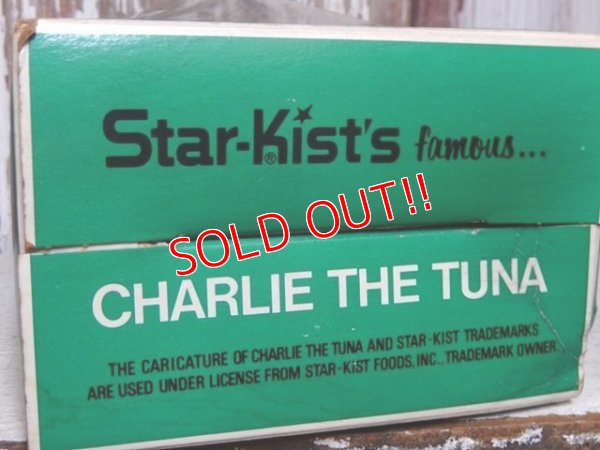 Star-Kist's famous...
®
SOLD OUT!!
CHARLIE THE TUNA
THE CARICATURE OF CHARLIE THE TUNA AND STAR-KIST TRADEMARKS
ARE USED UNDER LICENSE FROM STAR-KIST FOODS, INC., TRADEMARK OWNER